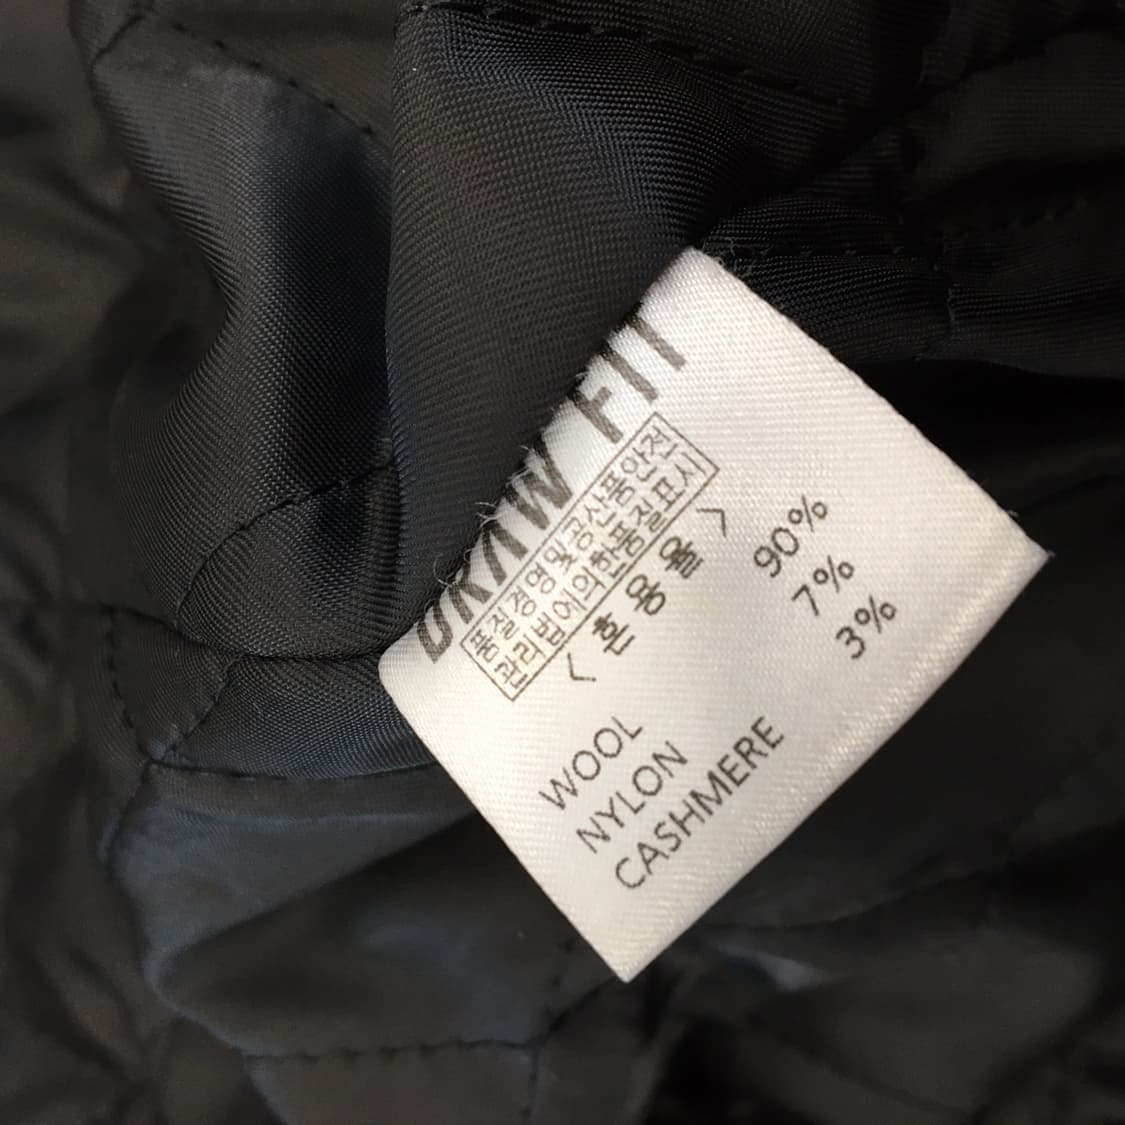 DRAW FIT
품질경영및공산품안전
관리법에의한품질표시
< 혼용율 >
WOOL 90%
NYLON 7%
CASHMERE 3%